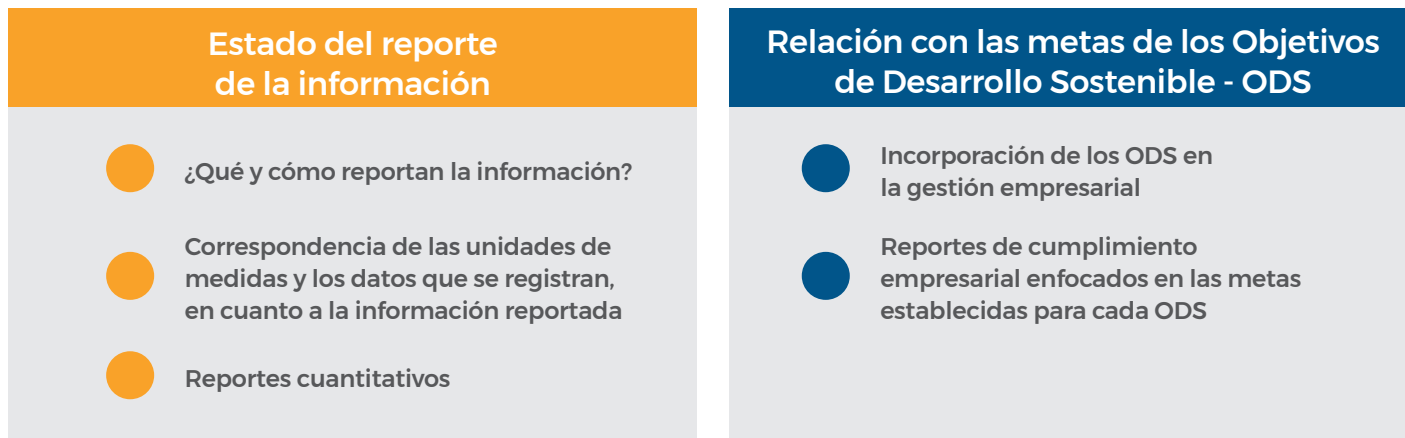 Estado del reporte
de la información
¿Qué y cómo reportan la información?
Correspondencia de las unidades de
medidas y los datos que se registran,
en cuanto a la información reportada
Reportes cuantitativos
Relación con las metas de los Objetivos
de Desarrollo Sostenible - ODS
Incorporación de los ODS en
la gestión empresarial
Reportes de cumplimiento
empresarial enfocados en las metas
establecidas para cada ODS